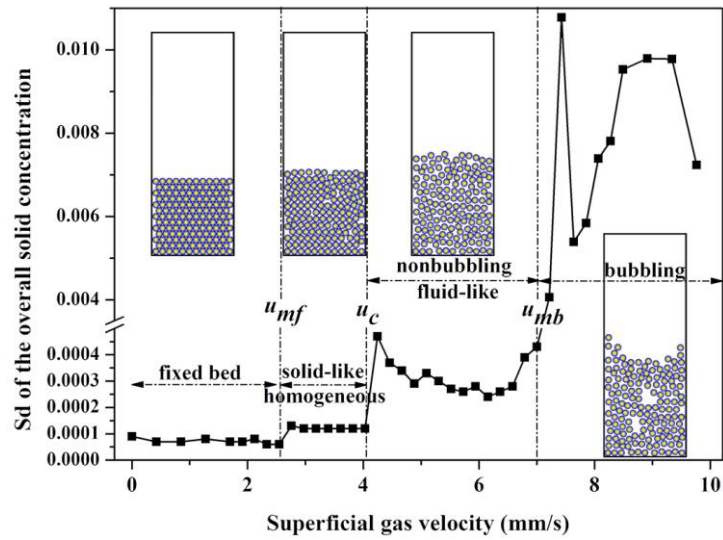 Sd of the overall solid concentration
0.010
0.008
0.006
0.004
0.0004
0.0003
0.0002
0.0001
0.0000
nonbubbling
fluid-like
bubbling
u_mf
u_c
u_mb
fixed bed
solid-like
homogeneous
0 2 4 6 8 10
Superficial gas velocity (mm/s)